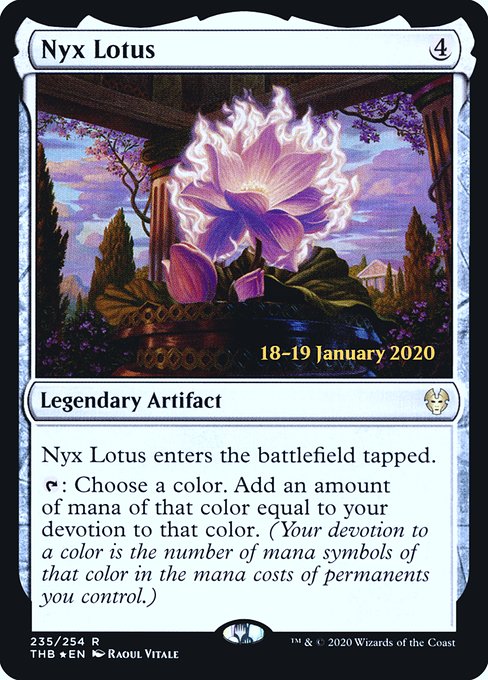 Nyx Lotus 4
18–19 January 2020
Legendary Artifact
Nyx Lotus enters the battlefield tapped.
: Choose a color. Add an amount
of mana of that color equal to your
devotion to that color. (Your devotion to
a color is the number of mana symbols of
that color in the mana costs of permanents
you control.)
235/254 R
THB ★ EN Raoul Vitale
™ & © 2020 Wizards of the Coast